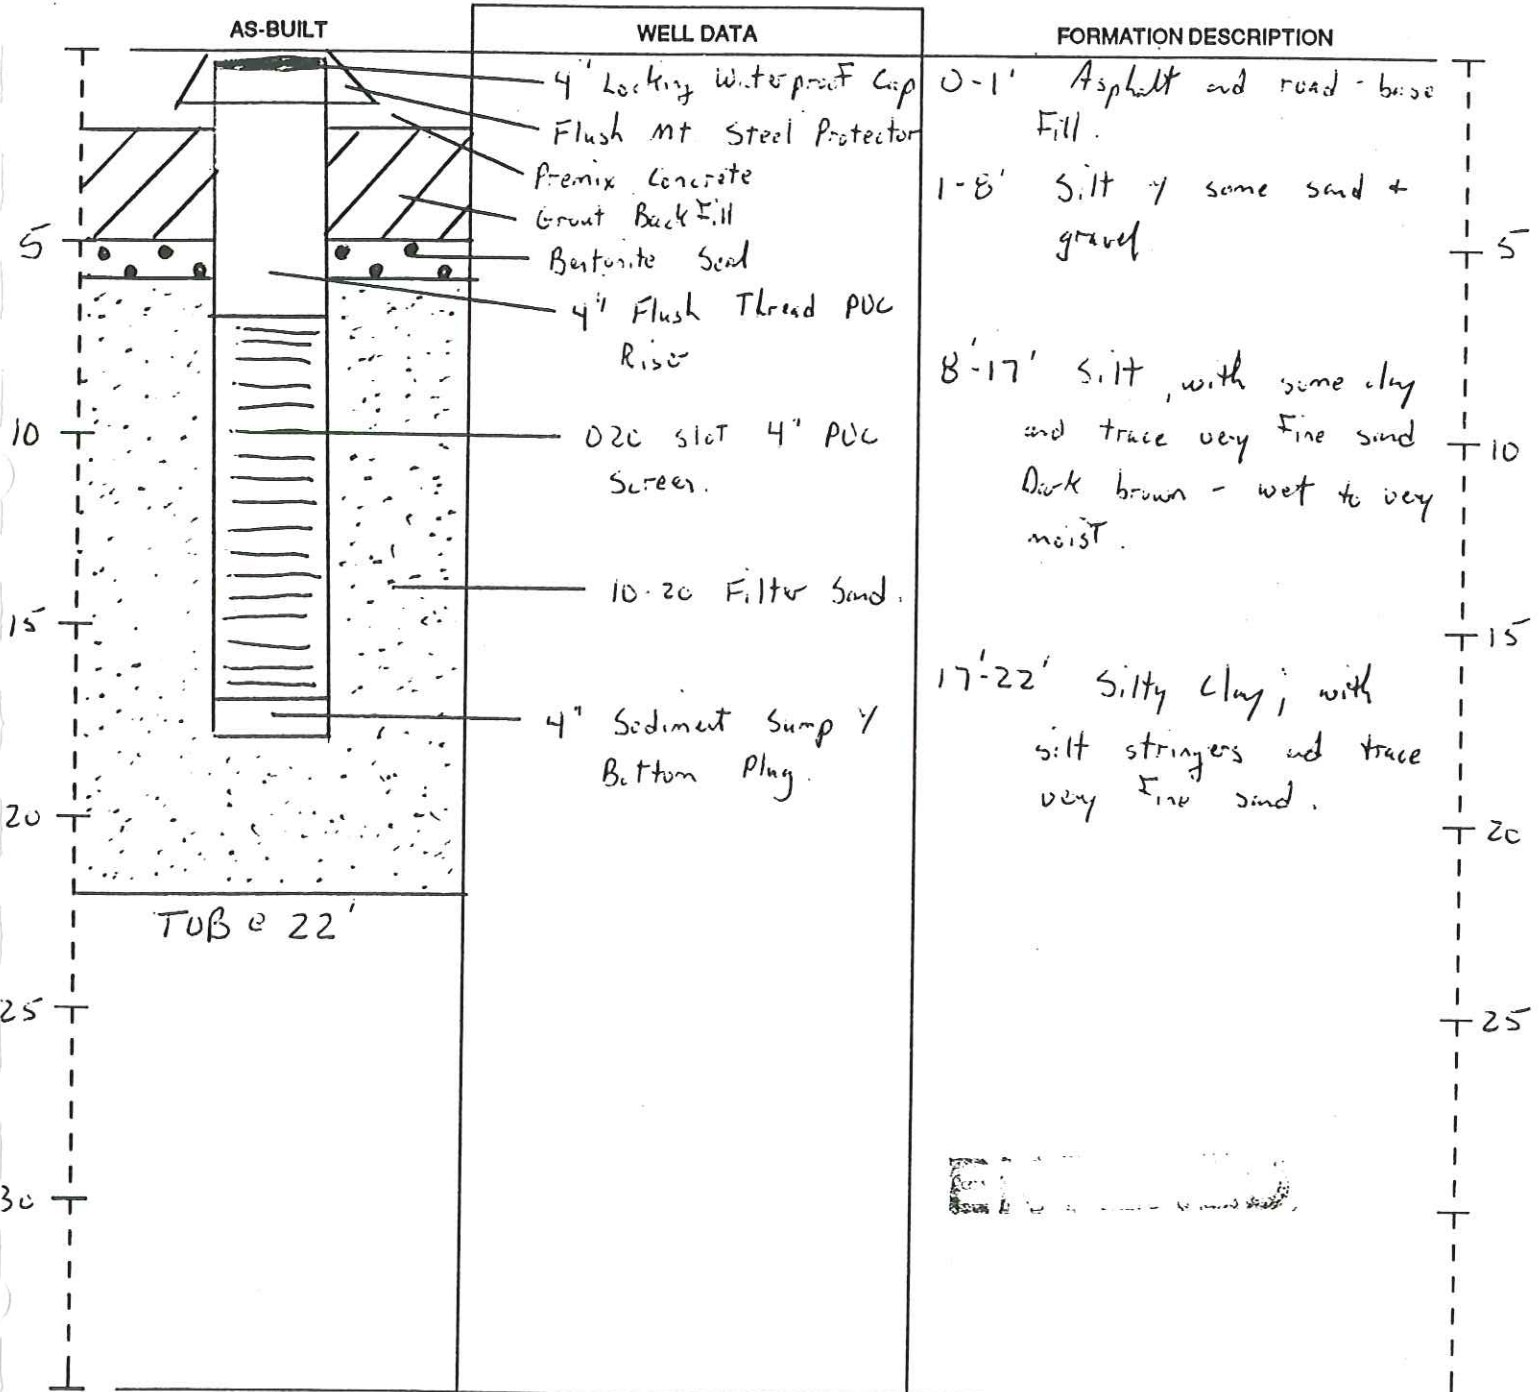 AS-BUILT
WELL DATA
FORMATION DESCRIPTION
5
10
15
20
25
30
TOB @ 22'
4" Locking Waterproof Cap
Flush Mt Steel Protector
Premix Concrete
Grout Back Fill
Bentonite Seal
4" Flush Thread PVC
Riser
020 slot 4" PVC
Screen.
10-20 Filter Sand.
4" Sediment Sump Y
Bottom Plug.
0-1' Asphalt and road-base
Fill.
1-8' Silt y some sand +
gravel
8'-17' Silt, with some clay
and trace very Fine sand
Dark brown - wet to very
moist.
17'-22' Silty Clay; with
silt stringers and trace
very Fine sand.
5
10
15
20
25